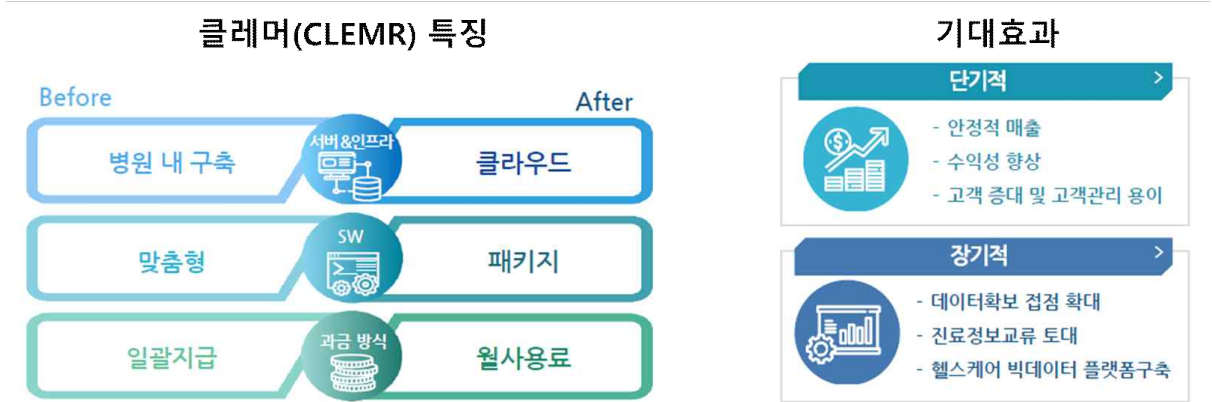 클레머(CLEMR) 특징
Before
After
병원 내 구축
서버&인프라
클라우드
맞춤형
SW
패키지
일괄지급
과금 방식
월사용료
기대효과
단기적
- 안정적 매출
- 수익성 향상
- 고객 증대 및 고객관리 용이
장기적
- 데이터확보 접점 확대
- 진료정보교류 토대
- 헬스케어 빅데이터 플랫폼구축